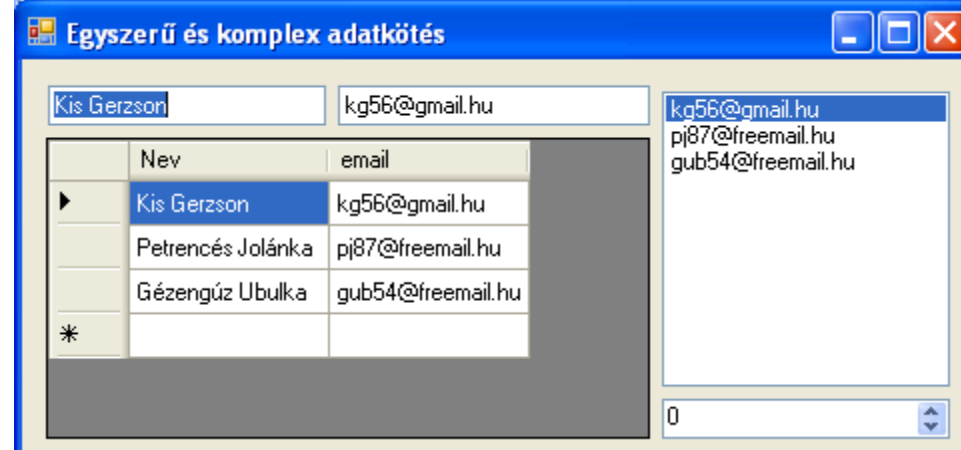 Egyszerű és komplex adatkötés
Kis Gerzson
kg56@gmail.hu
Nev email
Kis Gerzson kg56@gmail.hu
Petrencés Jolánka pj87@freemail.hu
Gézengúz Ubulka gub54@freemail.hu
kg56@gmail.hu
pj87@freemail.hu
gub54@freemail.hu
0